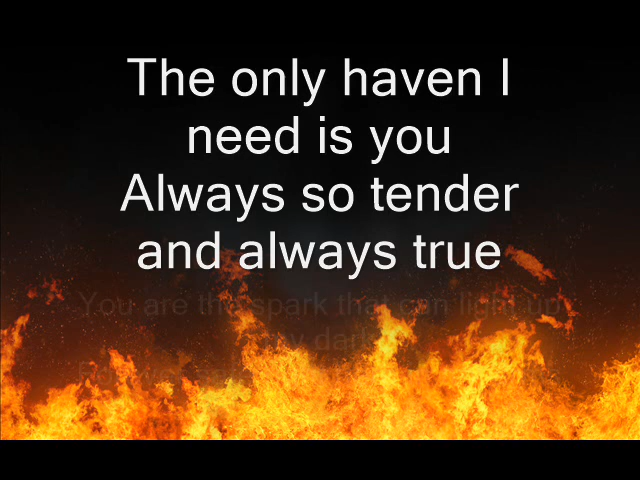 The only haven I
need is you
Always so tender
and always true
You are the spark that can light up
my dark